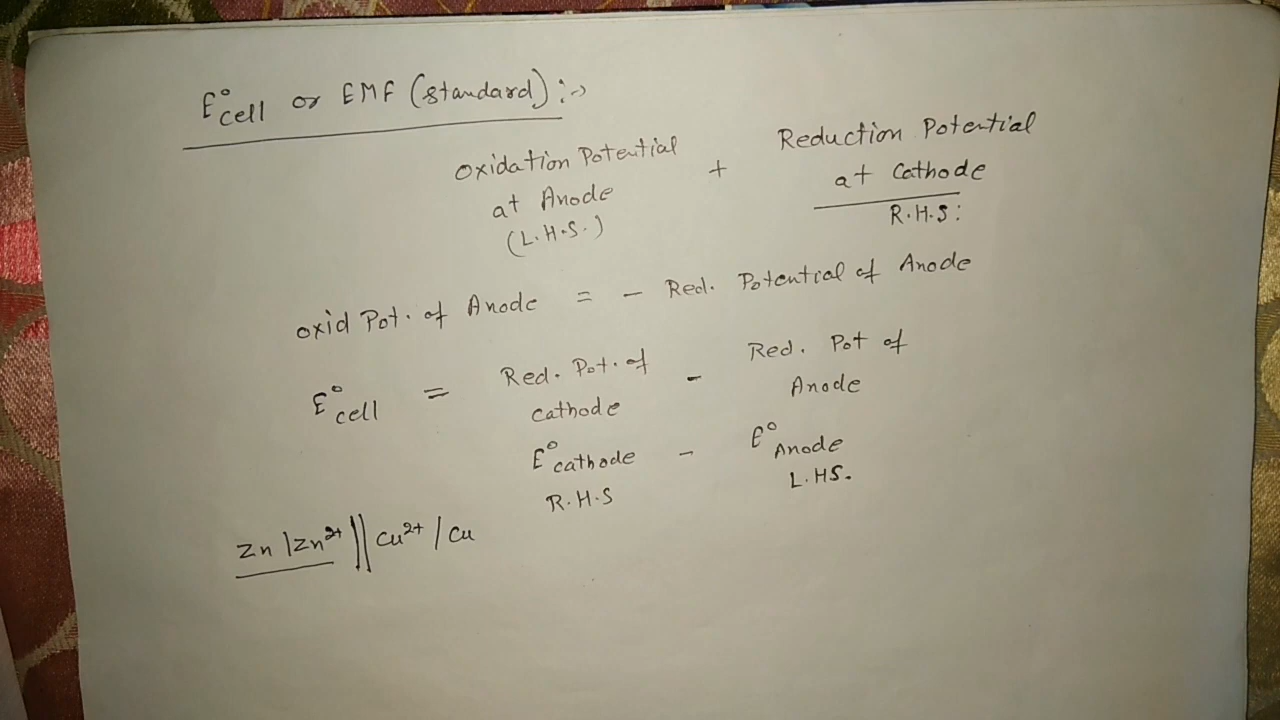 E°cell or EMF (standard) :→
Oxidation Potential + Reduction Potential
at Anode at Cathode
(L.H.S.) R.H.S:
oxid Pot. of Anode = - Red. Potential of Anode
E°cell = Red. Pot. of - Red. Pot of
cathode Anode
E°cathode - E°Anode
R.H.S L.HS.
Zn |Zn²⁺ || Cu²⁺ / Cu